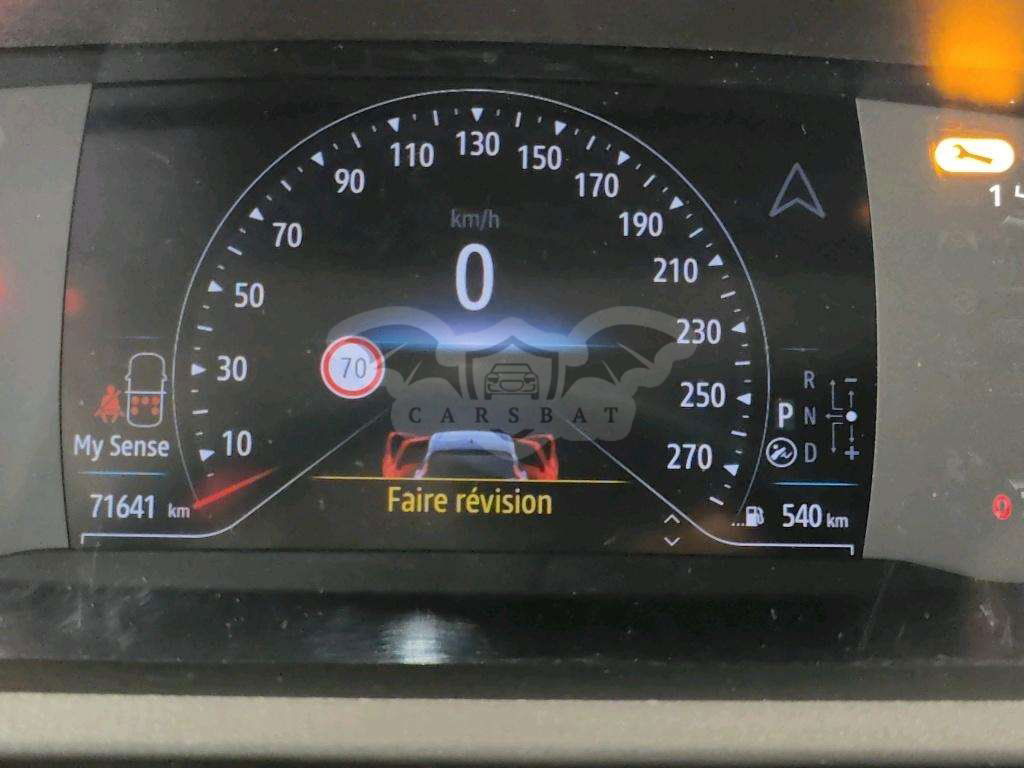 110 130 150
90 170
km/h
70 190
0
50 210
70
30 230
R
250
P N
CARSBAT
My Sense
10 270
D
Faire révision
71641 km
540 km